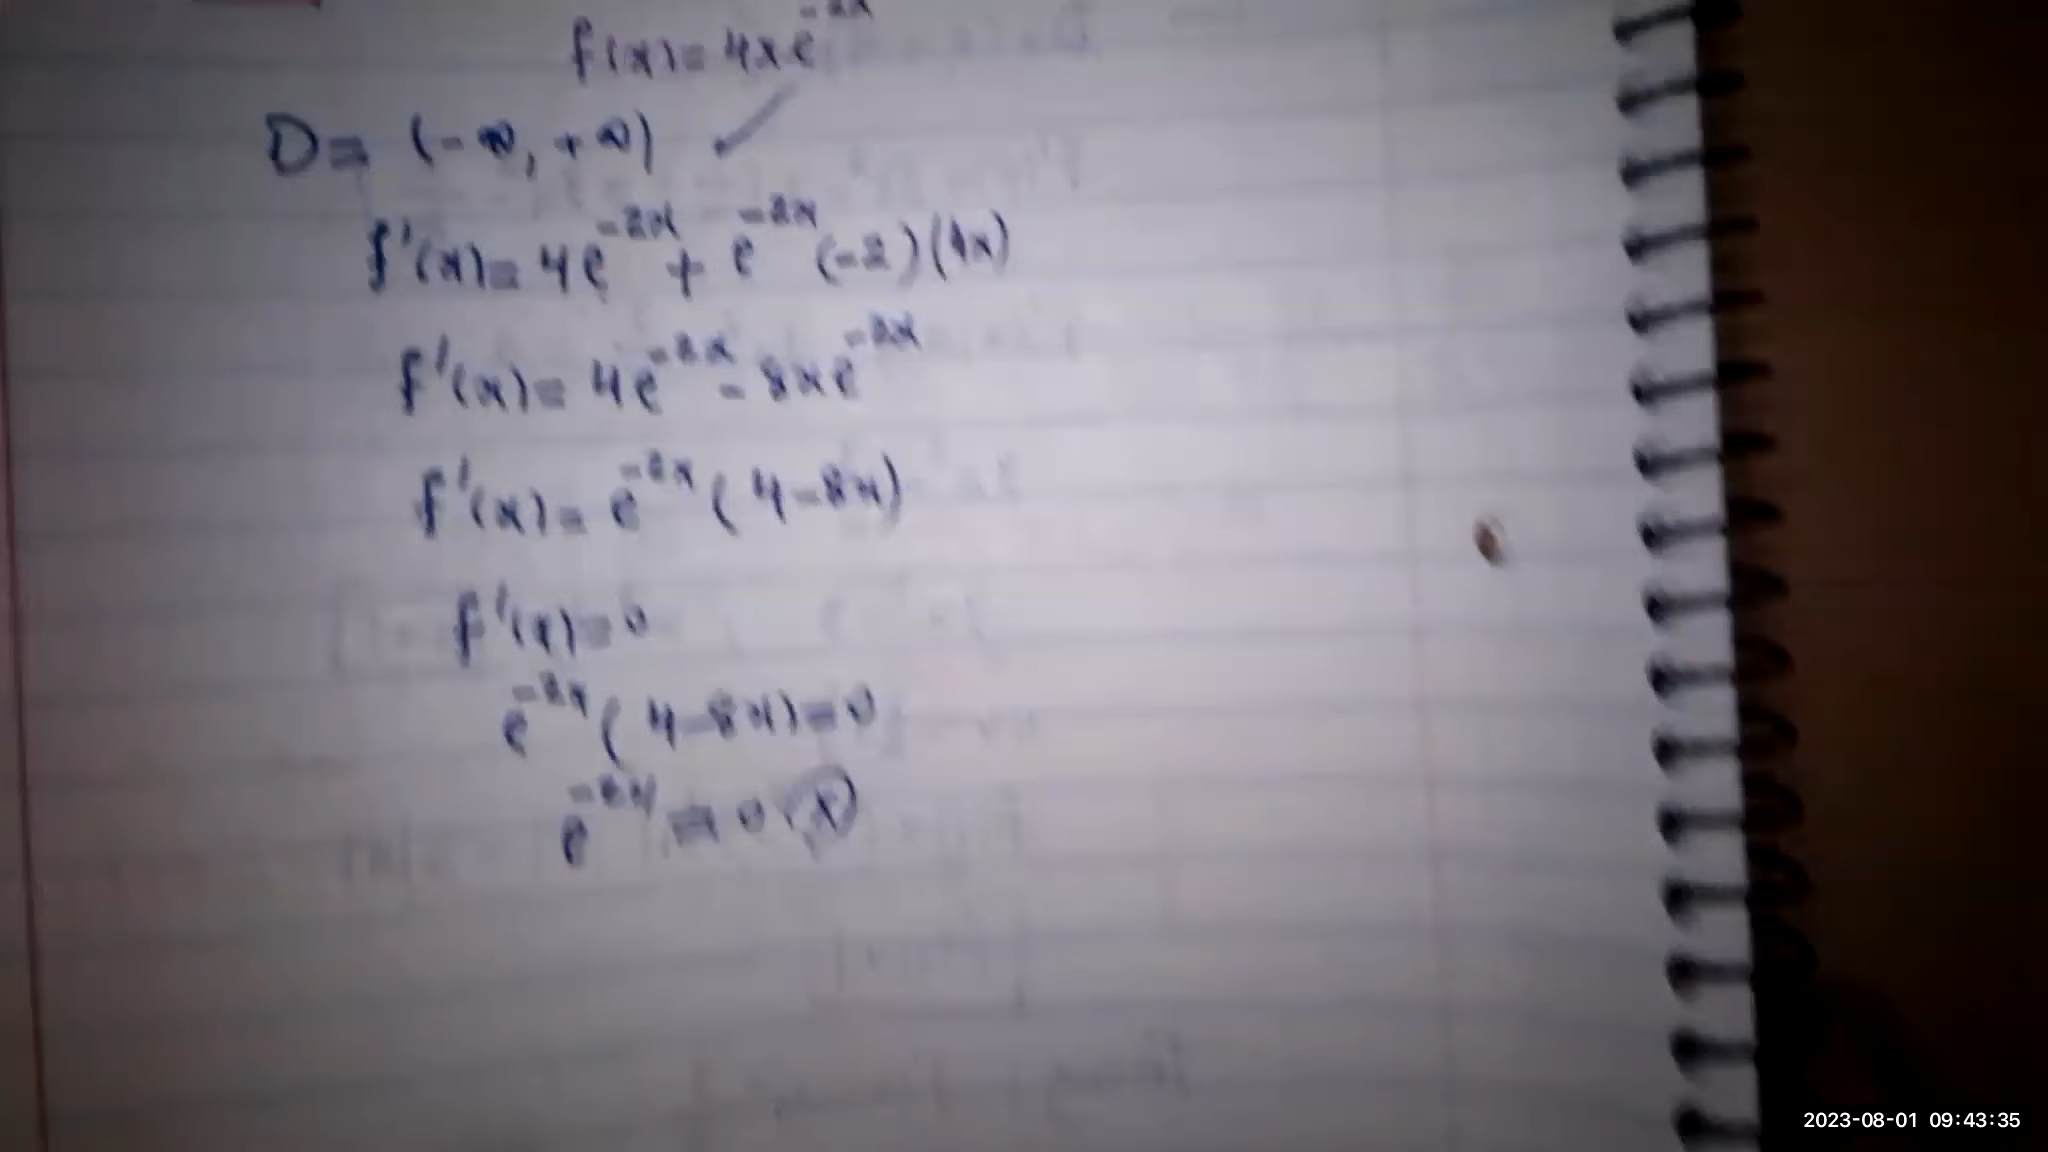 f(x) = 4xe^-2x
D = (-∞, +∞) ✓
f'(x) = 4e^-2x + e^-2x (-2)(4x)
f'(x) = 4e^-2x - 8xe^-2x
f'(x) = e^-2x (4 - 8x)
f'(x) = 0
e^-2x (4 - 8x) = 0
e^-2x = 0 ⓧ
2023-08-01 09:43:35